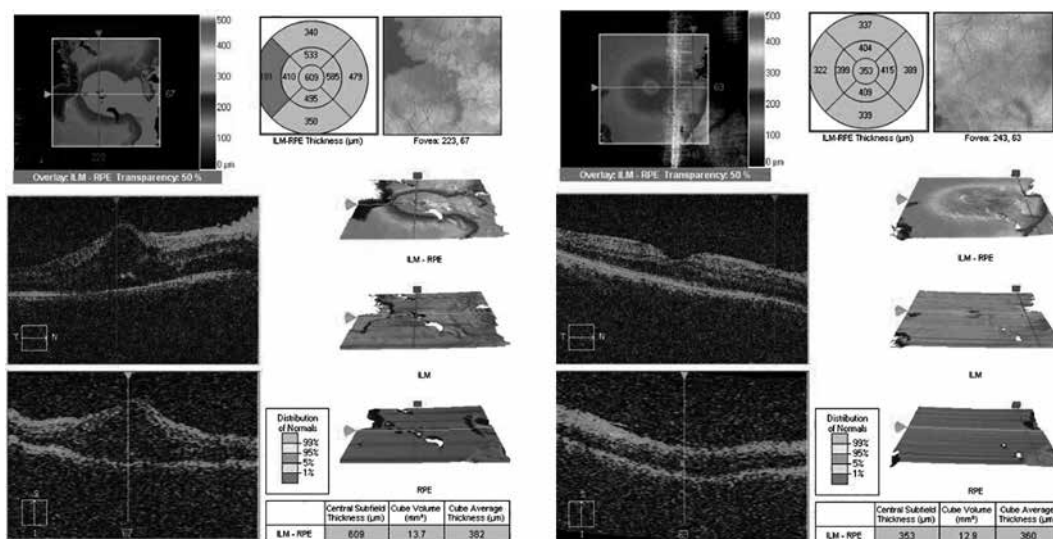 500
400
300
200
100
0 µm
67
223
Overlay: ILM - RPE Transparency: 50 %
340
533
410
609
585
479
495
350
ILM-RPE Thickness (µm)
Fovea: 223, 67
ILM - RPE
T
N
ILM
S
I
Distribution
of Normals
99%
95%
5%
1%
RPE
Central Subfield
Thickness (µm)
Cube Volume
(mm³)
Cube Average
Thickness (µm)
ILM - RPE
609
13.7
382
500
400
300
200
100
0 µm
63
Overlay: ILM - RPE Transparency: 50 %
337
404
322
399
353
415
389
409
339
ILM-RPE Thickness (µm)
Fovea: 243, 63
ILM - RPE
T
N
ILM
S
I
Distribution
of Normals
99%
95%
5%
1%
RPE
Central Subfield
Thickness (µm)
Cube Volume
(mm³)
Cube Average
Thickness (µm)
ILM - RPE
353
12.9
360